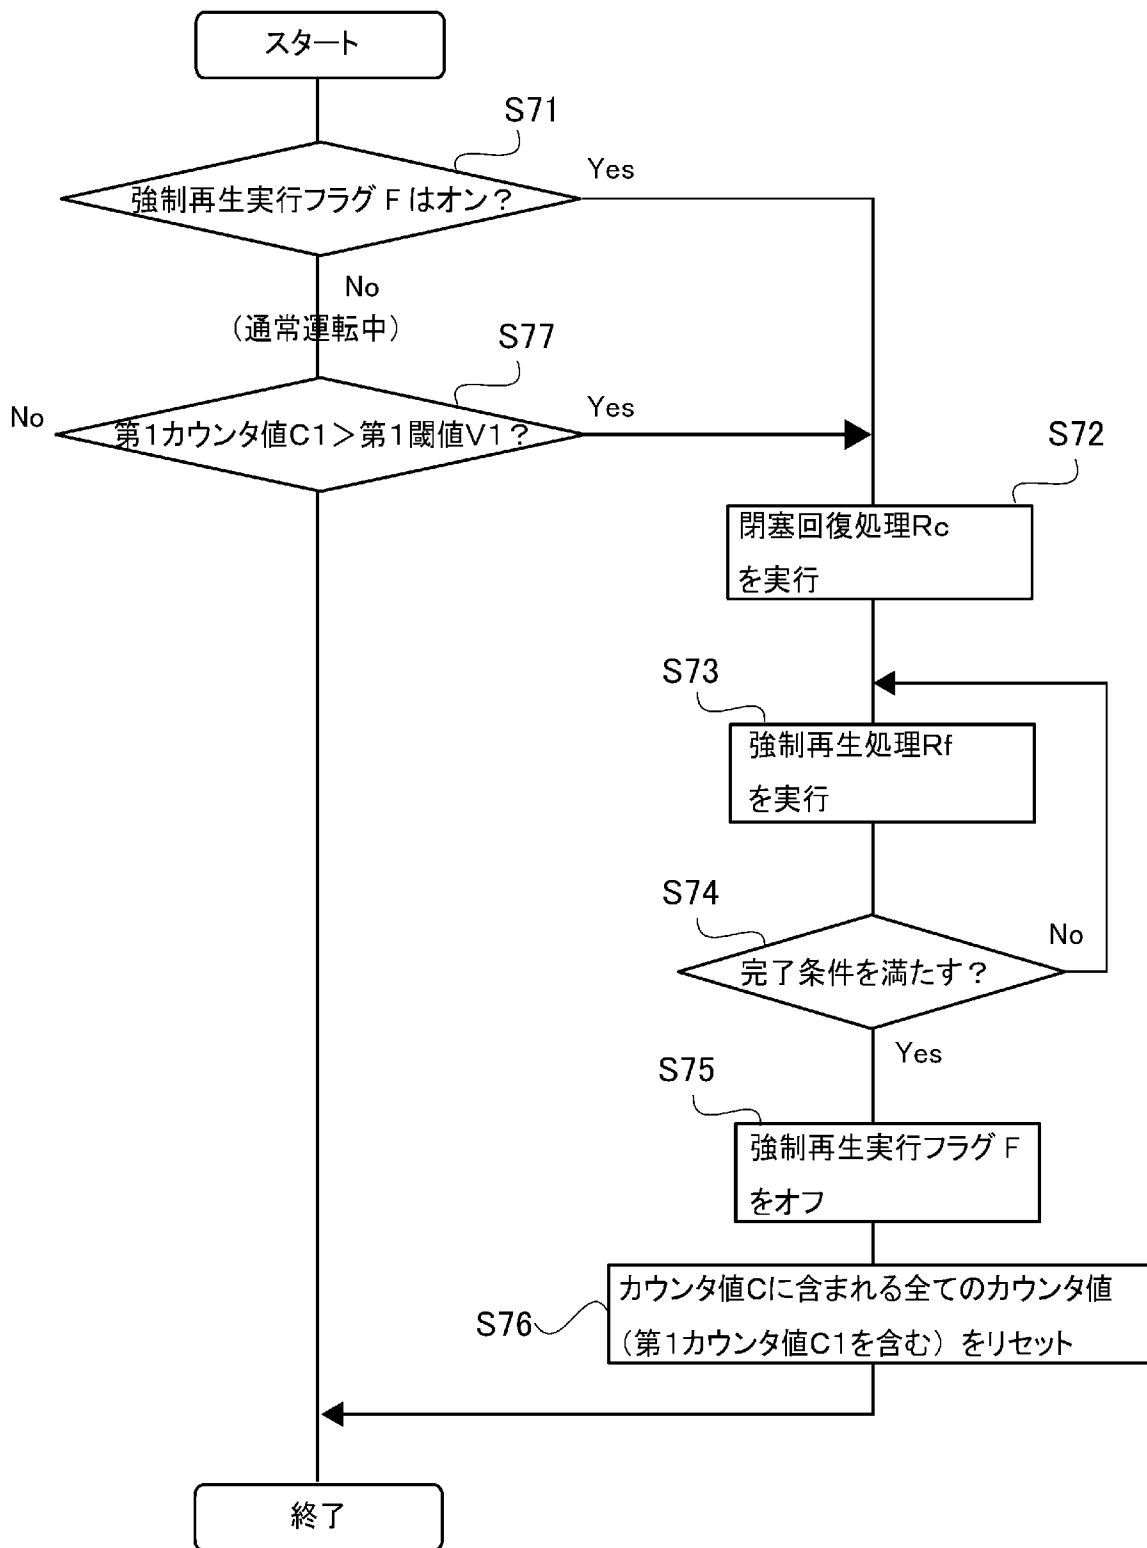 スタート
S71
強制再生実行フラグFはオン?
Yes
No
(通常運転中)
S77
No
第1カウンタ値C1>第1閾値V1?
Yes
S72
閉塞回復処理Rc
を実行
S73
強制再生処理Rf
を実行
S74
完了条件を満たす?
No
Yes
S75
強制再生実行フラグF
をオフ
カウンタ値Cに含まれる全てのカウンタ値
S76
(第1カウンタ値C1を含む)をリセット
終了